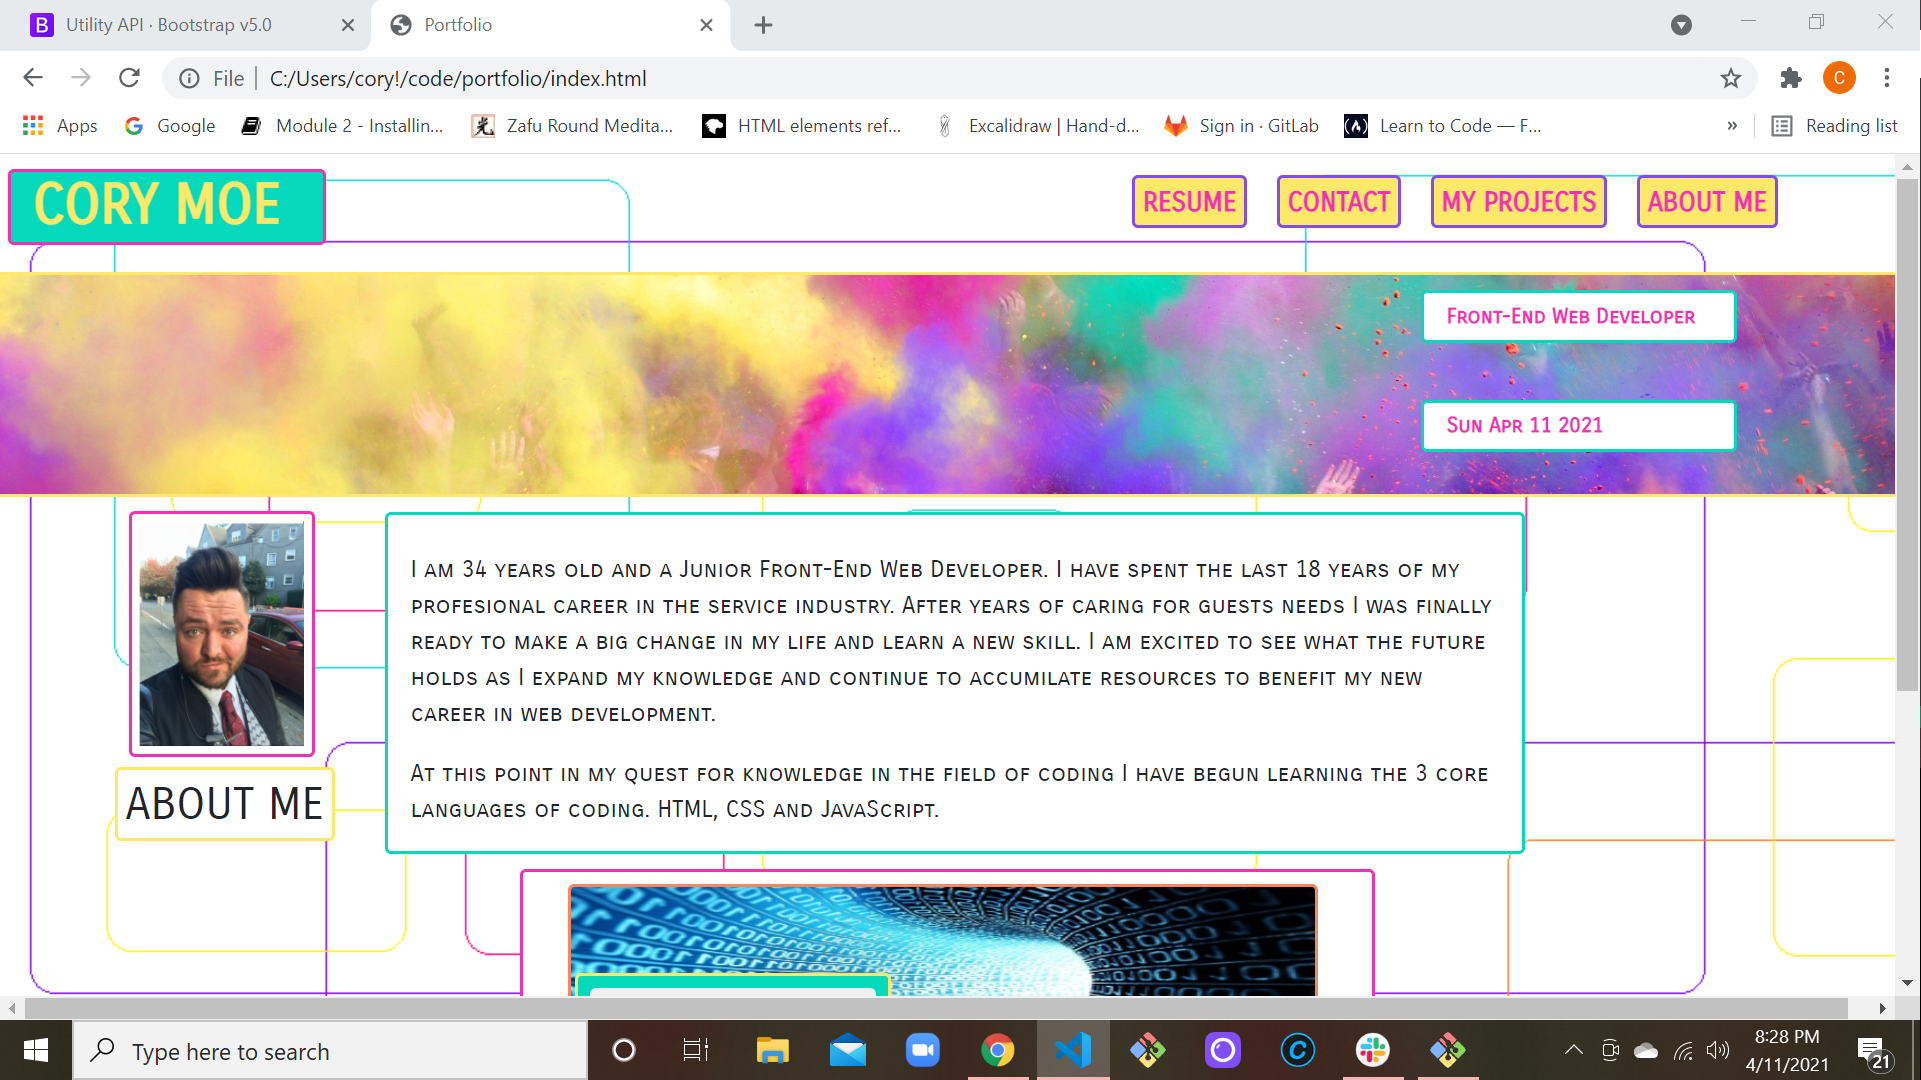 B Utility API · Bootstrap v5.0
Portfolio
File
C:/Users/cory!/code/portfolio/index.html
C
Apps
Google
Module 2 - Installin...
光
Zafu Round Medita...
HTML elements ref...
Excalidraw | Hand-d...
Sign in · GitLab
(A)
Learn to Code — F...
»
Reading list
CORY MOE
RESUME
CONTACT
MY PROJECTS
ABOUT ME
Front-End Web Developer
Sun Apr 11 2021
I am 34 years old and a Junior Front-End Web Developer. I have spent the last 18 years of my
profesional career in the service industry. After years of caring for guests needs I was finally
ready to make a big change in my life and learn a new skill. I am excited to see what the future
holds as I expand my knowledge and continue to accumilate resources to benefit my new
career in web development.
At this point in my quest for knowledge in the field of coding I have begun learning the 3 core
languages of coding. HTML, CSS and JavaScript.
ABOUT ME
Type here to search
C
8:28 PM
4/11/2021
21